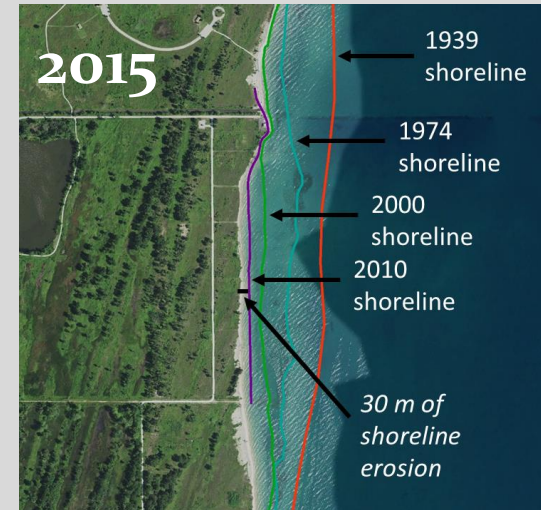 2015
1939
shoreline
1974
shoreline
2000
shoreline
2010
shoreline
30 m of
shoreline
erosion